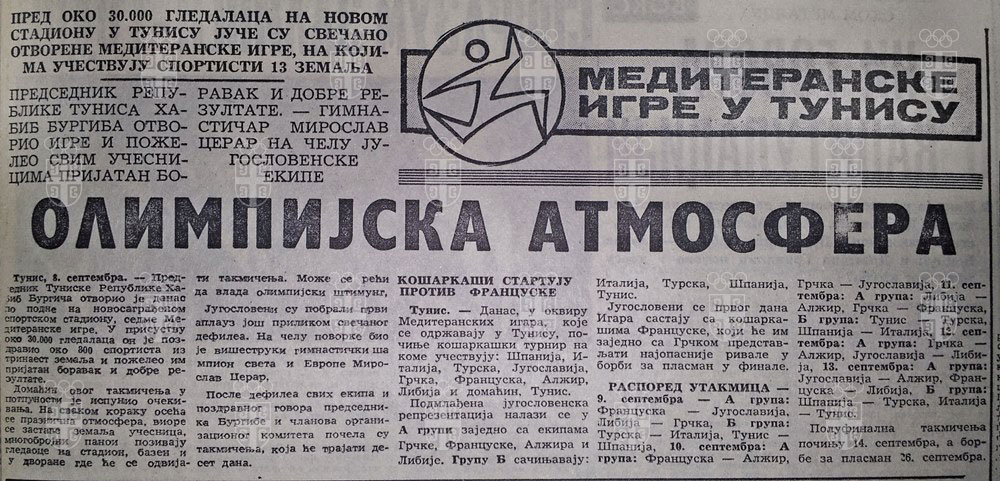 ПРЕД ОКО 30.000 ГЛЕДАЛАЦА НА НОВОМ
СТАДИОНУ У ТУНИСУ ЈУЧЕ СУ СВЕЧАНО
ОТВОРЕНЕ МЕДИТЕРАНСКЕ ИГРЕ, НА КОЈИ-
МА УЧЕСТВУЈУ СПОРТИСТИ 13 ЗЕМАЉА
ПРЕДСЕДНИК РЕПУ-
БЛИКЕ ТУНИСА ХА-
БИБ БУРГИБА ОТВО-
РИО ИГРЕ И ПОЖЕ-
ЛЕО СВИМ УЧЕСНИ-
ЦИМА ПРИЈАТАН БО-
РАВАК И ДОБРЕ РЕ-
ЗУЛТАТЕ. — ГИМНА-
СТИЧАР МИРОСЛАВ
ЦЕРАР НА ЧЕЛУ ЈУ-
ГОСЛОВЕНСКЕ
ЕКИПЕ
МЕДИТЕРАНСКЕ
ИГРЕ У ТУНИСУ
ОЛИМПИЈСКА АТМОСФЕРА
Тунис, 8. септембра. — Пред-
седник Туниске Републике Ха-
биб Бургича отворио је данас
по подне на новосаграђеном
спортском стадиону, седме Ме-
дитеранске игре. У присуству
око 30.000 гледалаца он је по-
здравио око 800 спортиста из
тринаест земаља и пожелео им
пријатан боравак и добре ре-
зултате.
Домаћин овог такмичења у
потпуности је испунио очеки-
вања. На сваком кораку осећа
се празнична атмосфера, виоре
се заставе земаља учесница,
многобројни панои позивају
гледаоце на стадион, базен и
у дворане где ће се одвија-
ти такмичења. Може се рећи
да влада олимпијски штимунг,
Југословени су побрали први
аплауз још приликом свечаног
дефилеа. На челу поворке био
је вишеструки гимнастички ша
мпион света и Европе Миро-
слав Церар,
После дефилеа свих екипа и
поздравних говора председни-
ка Бургибе и чланова органи-
зационог комитета почела су
такмичења, која ће трајати де-
сет дана.
КОШАРКАШИ СТАРТУЈУ
ПРОТИВ ФРАНЦУСКЕ
Тунис. — Данас, у оквиру
Медитеранских игара, које
се одржавају у Тунису, по-
чиње кошаркашки турнир на
коме учествују: Шпанија, И-
талија, Турска, Југославија,
Грчка, Француска, Алжир,
Либија и домаћин, Тунис.
Подмлађена југословенска
репрезентација налази се у
А групи заједно са екипама
Грчке, Француске, Алжира и
Либије. Групу Б сачињавају:
Италија, Турска, Шпанија,
Тунис.
Југословени се првог дана
Игара састају са кошарка-
шима Француске, који ће им
заједно са Грчком представ-
љати најопасније ривале у
борби за пласман у финале.
РАСПОРЕД УТАКМИЦА —
9. септембра — А група:
Француска — Југославија,
Либија — Грчка, Б група:
Турска — Италија, Тунис —
Шпанија, 10. септембра: А
група: Француска — Алжир,
Грчка — Југославија, 11. сеп-
тембра: А група: Либија —
Алжир, Грчка — Француска,
Б група: Тунис — Турска,
Шпанија — Италија, 12. сеп-
тембра: А група: Грчка —
Алжир, Југославија — Либи-
ја, 13. септембра: А група:
Југославија — Алжир, Фран-
цуска — Либија, Б група:
Шпанија — Турска, Италија
— Тунис.
Полуфинална такмичења
почињу 14. септембра, а бор-
бе за пласман 26. септембра.